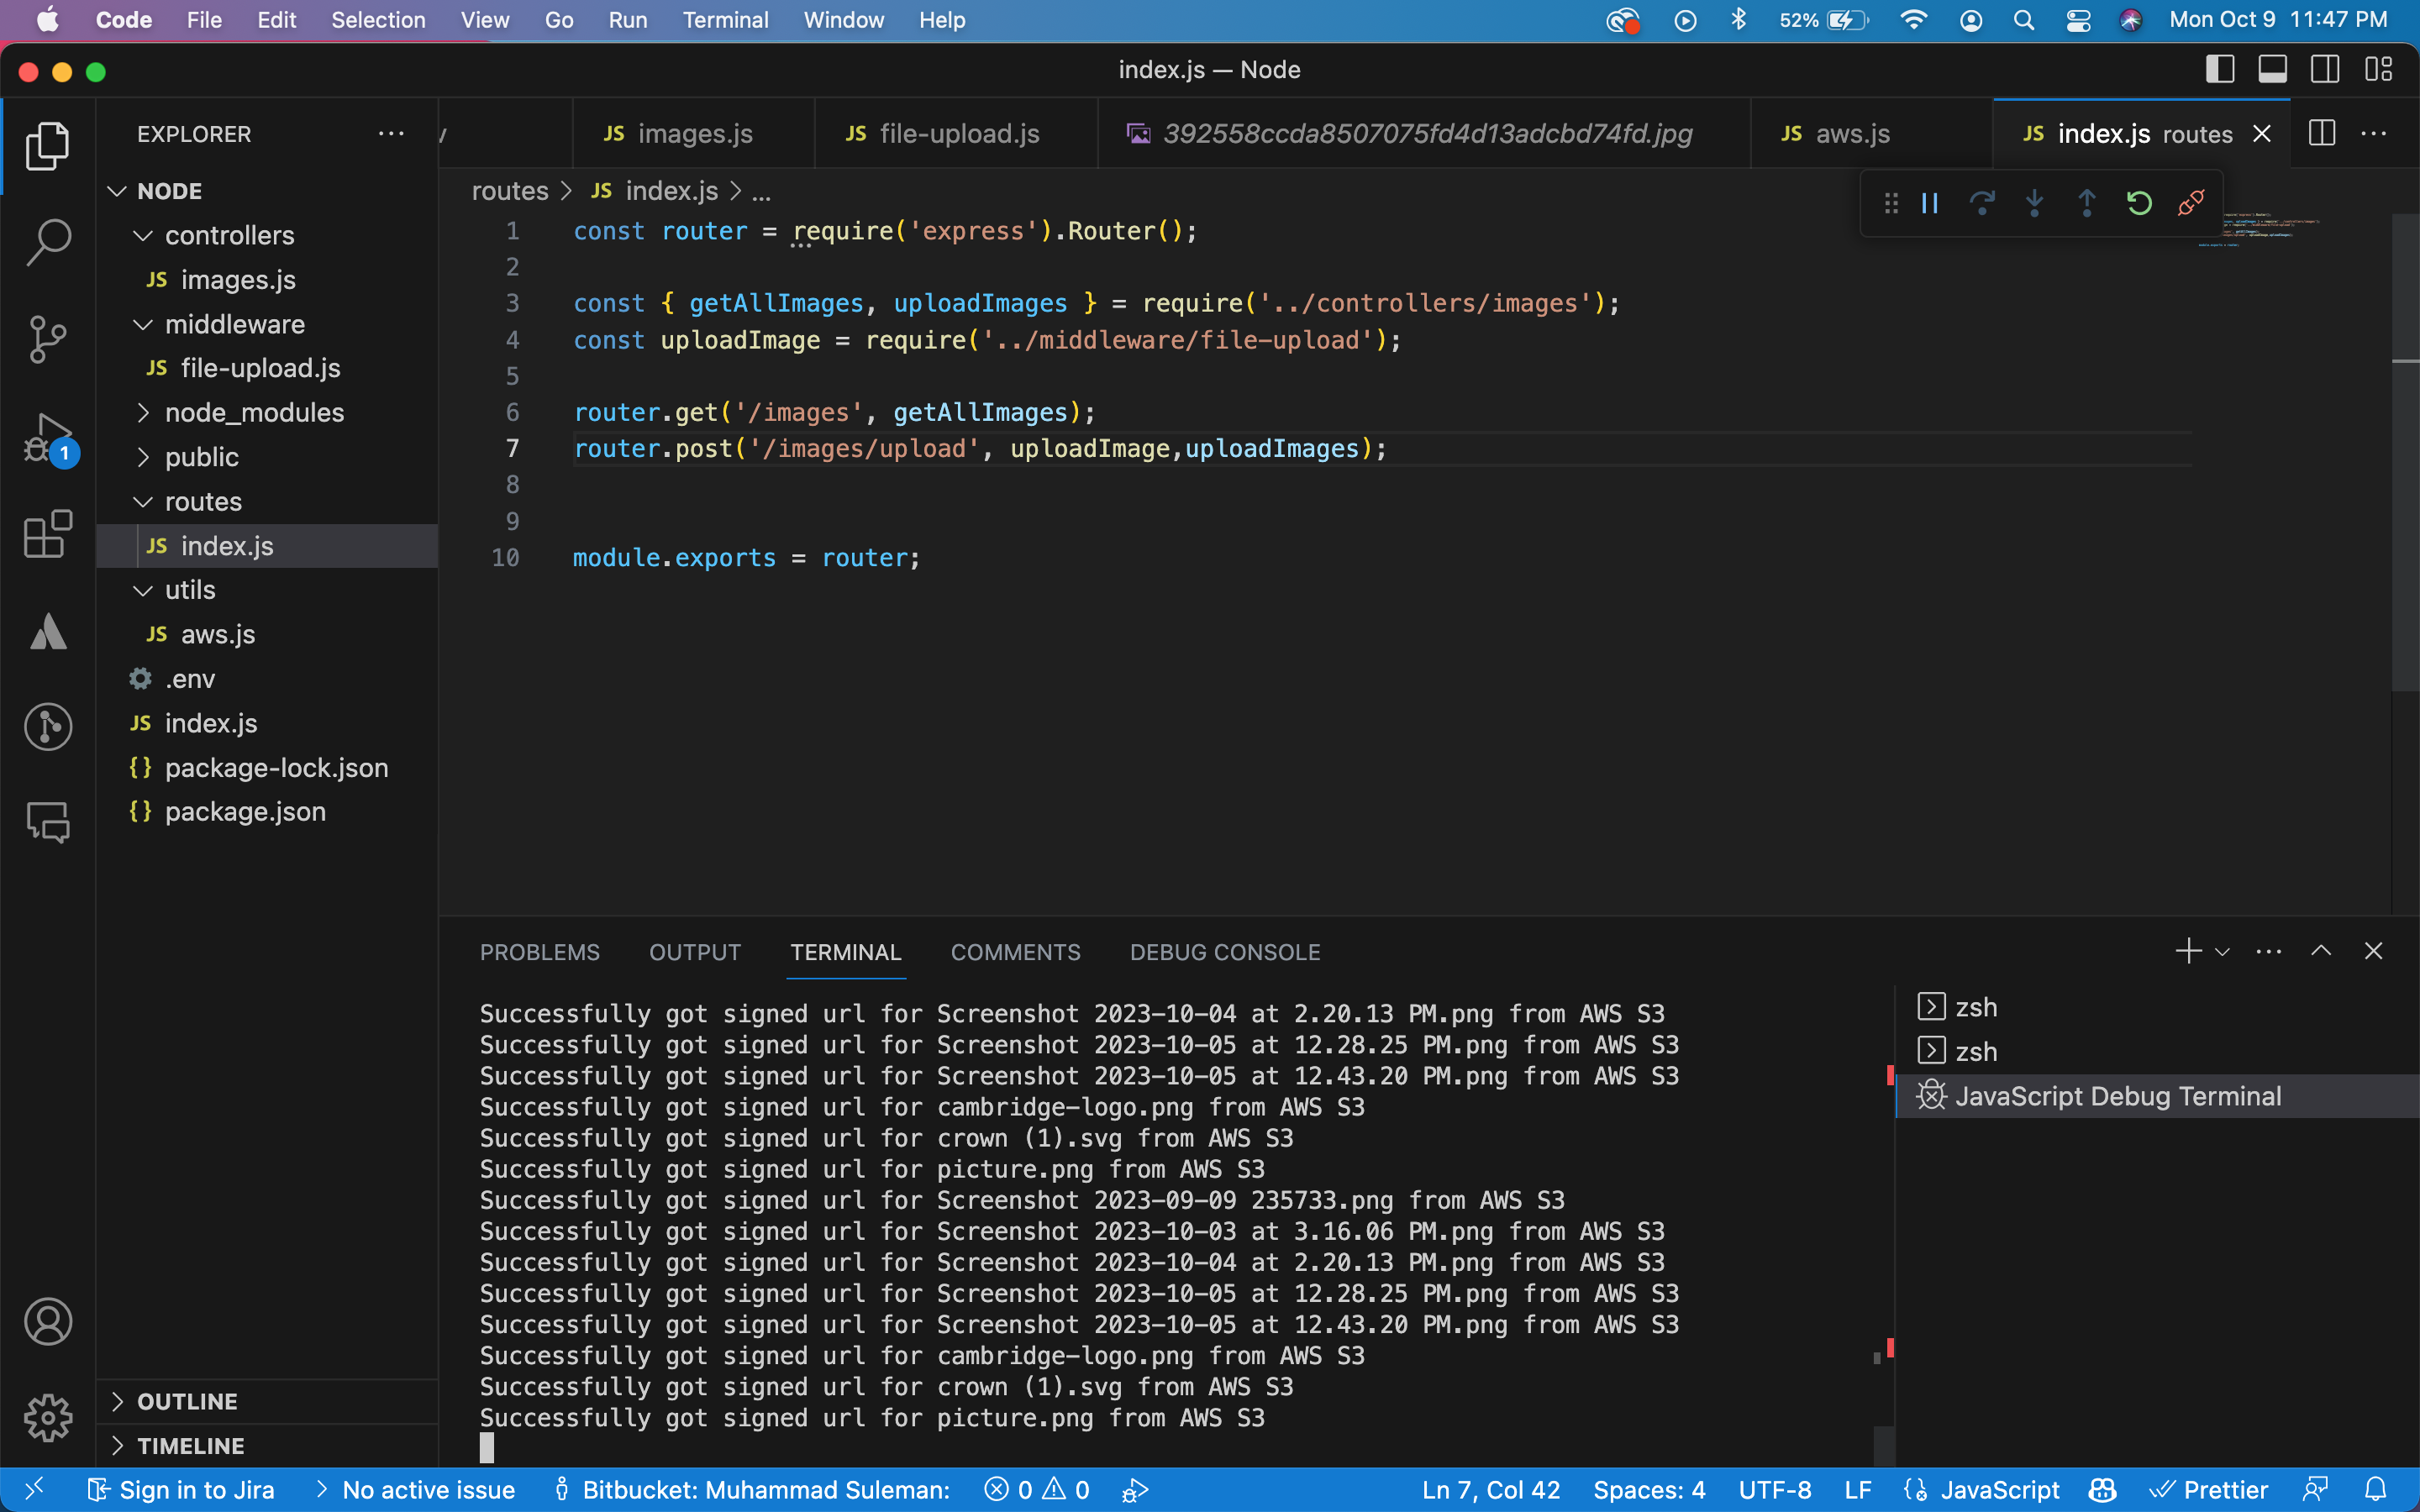 Code File Edit Selection View Go Run Terminal Window Help 52% Mon Oct 9 11:47 PM
index.js — Node
EXPLORER
images.js
file-upload.js
392558ccda8507075fd4d13adcbd74fd.jpg
aws.js
index.js routes
NODE
controllers
JS images.js
middleware
JS file-upload.js
node_modules
public
routes
JS index.js
utils
JS aws.js
.env
JS index.js
{} package-lock.json
{} package.json
OUTLINE
TIMELINE
1
routes > JS index.js > ...
1 const router = require('express').Router();
2
3 const { getAllImages, uploadImages } = require('../controllers/images');
4 const uploadImage = require('../middleware/file-upload');
5
6 router.get('/images', getAllImages);
7 router.post('/images/upload', uploadImage,uploadImages);
8
9
10 module.exports = router;
PROBLEMS OUTPUT TERMINAL COMMENTS DEBUG CONSOLE
Successfully got signed url for Screenshot 2023-10-04 at 2.20.13 PM.png from AWS S3
Successfully got signed url for Screenshot 2023-10-05 at 12.28.25 PM.png from AWS S3
Successfully got signed url for Screenshot 2023-10-05 at 12.43.20 PM.png from AWS S3
Successfully got signed url for cambridge-logo.png from AWS S3
Successfully got signed url for crown (1).svg from AWS S3
Successfully got signed url for picture.png from AWS S3
Successfully got signed url for Screenshot 2023-09-09 235733.png from AWS S3
Successfully got signed url for Screenshot 2023-10-03 at 3.16.06 PM.png from AWS S3
Successfully got signed url for Screenshot 2023-10-04 at 2.20.13 PM.png from AWS S3
Successfully got signed url for Screenshot 2023-10-05 at 12.28.25 PM.png from AWS S3
Successfully got signed url for Screenshot 2023-10-05 at 12.43.20 PM.png from AWS S3
Successfully got signed url for cambridge-logo.png from AWS S3
Successfully got signed url for crown (1).svg from AWS S3
Successfully got signed url for picture.png from AWS S3
zsh
zsh
JavaScript Debug Terminal
Sign in to Jira > No active issue Bitbucket: Muhammad Suleman: 0 0 Ln 7, Col 42 Spaces: 4 UTF-8 LF JavaScript Prettier